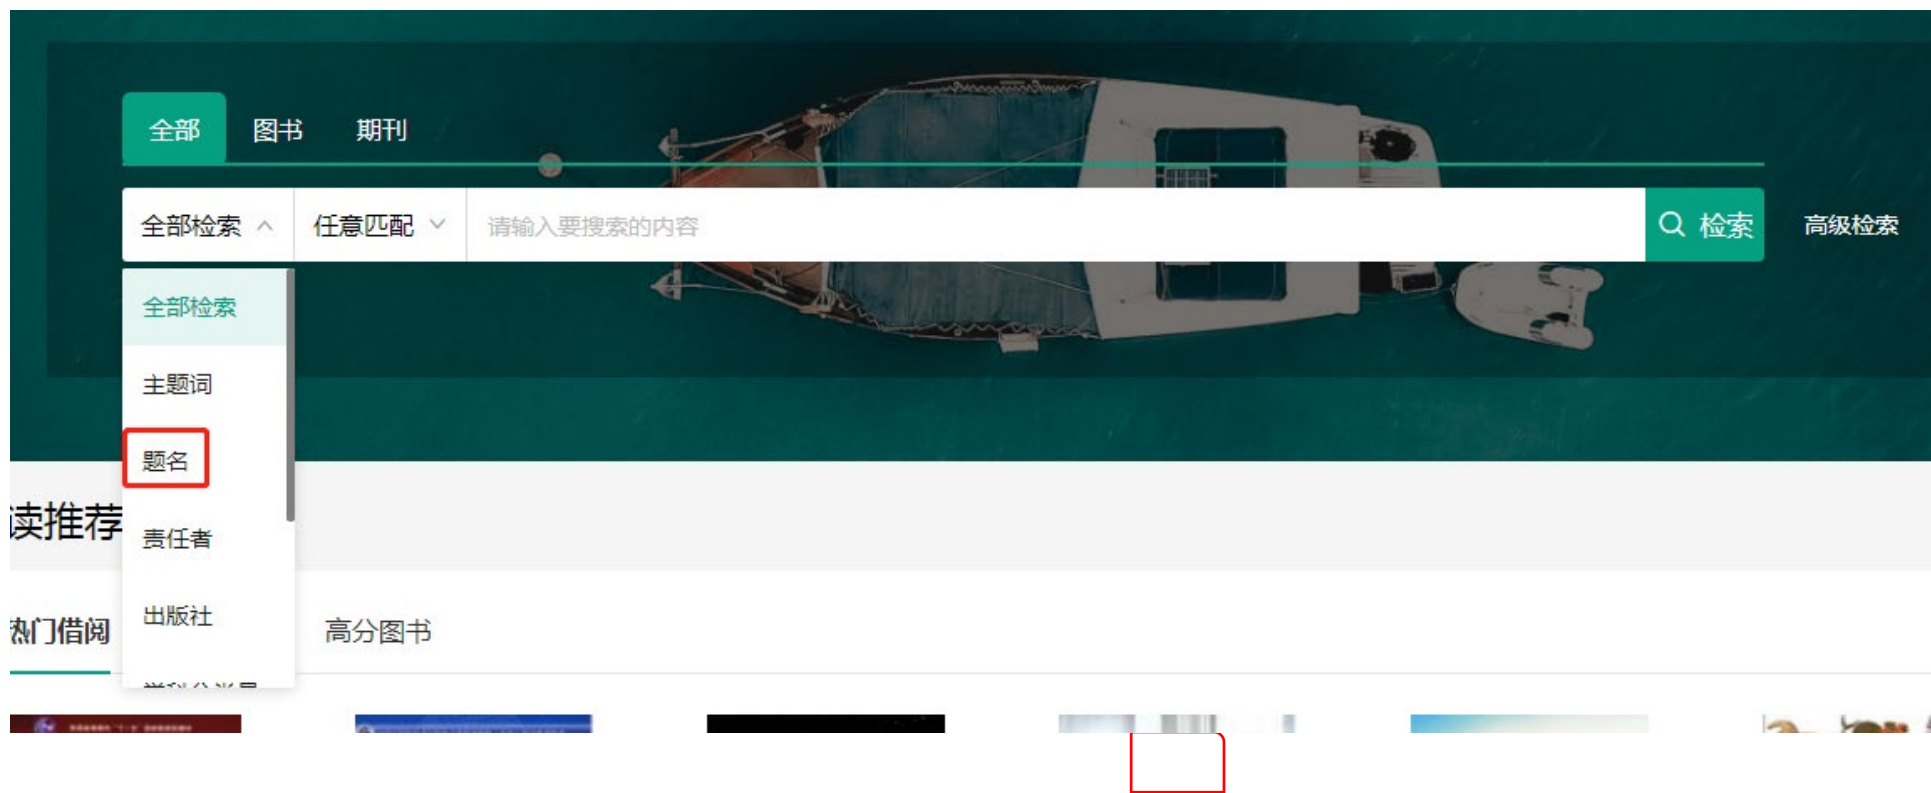 全部 图书 期刊
全部检索 任意匹配 请输入要搜索的内容 检索 高级检索
全部检索
主题词
题名
读推荐
责任者
热门借阅 出版社 高分图书